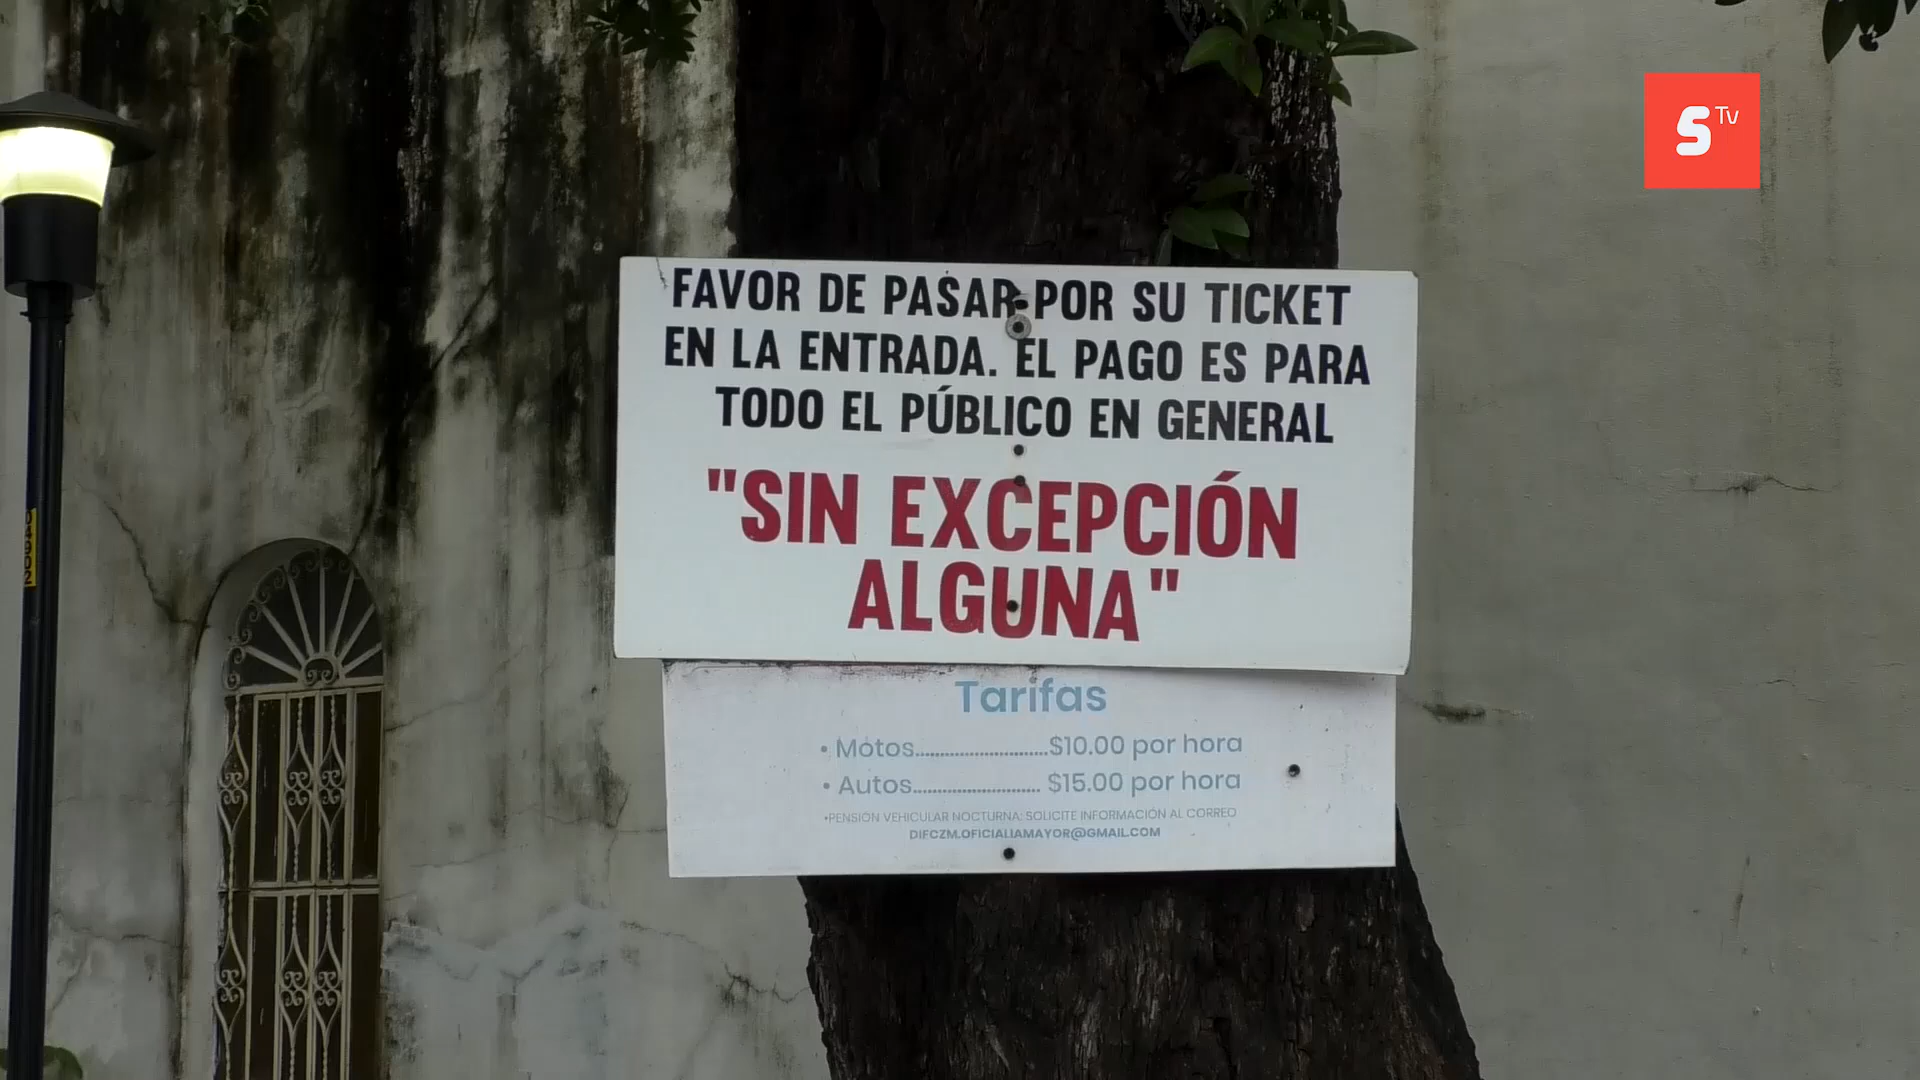 S Tv
FAVOR DE PASAR POR SU TICKET
EN LA ENTRADA. EL PAGO ES PARA
TODO EL PÚBLICO EN GENERAL
"SIN EXCEPCIÓN
ALGUNA"
Tarifas
• Motos...........................$10.00 por hora
• Autos.......................... $15.00 por hora
•PENSIÓN VEHICULAR NOCTURNA: SOLICITE INFORMACIÓN AL CORREO
DIFCZM.OFICIALIAMAYOR@GMAIL.COM